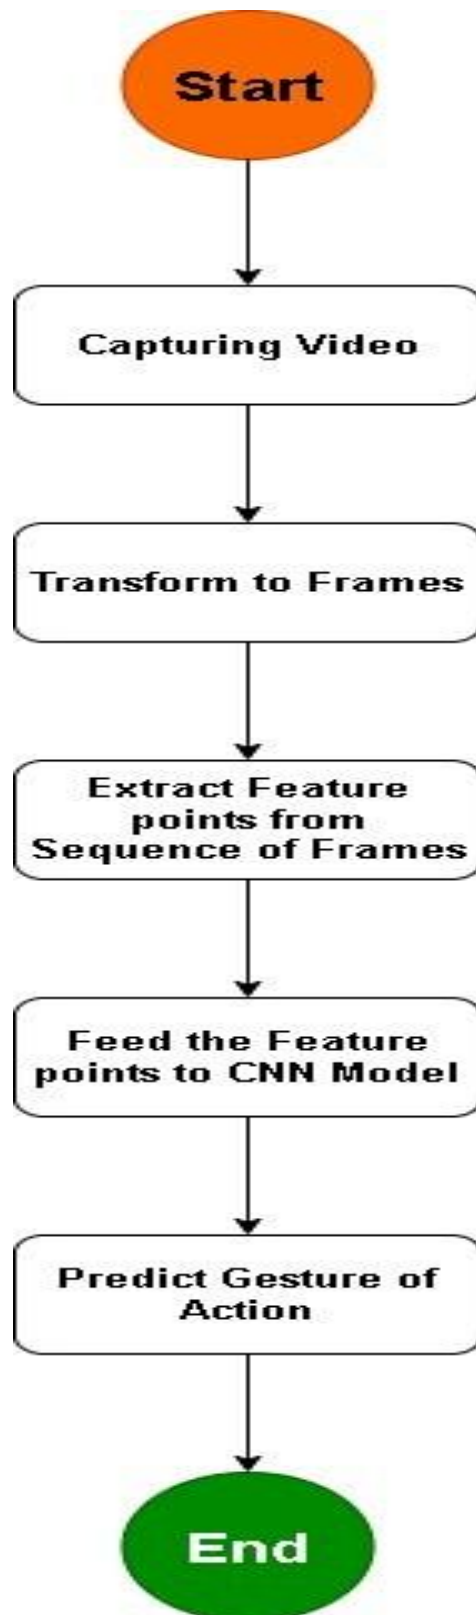 Start
Capturing Video
Transform to Frames
Extract Feature
points from
Sequence of Frames
Feed the Feature
points to CNN Model
Predict Gesture of
Action
End